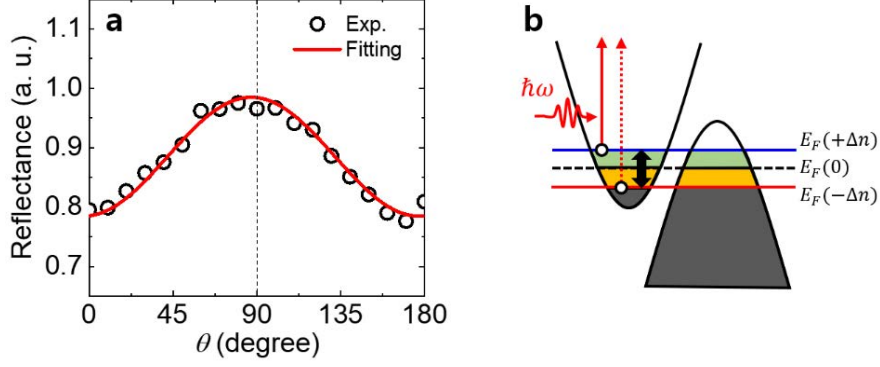 a
Exp.
Fitting
Reflectance (a. u.)
1.1
1.0
0.9
0.8
0.7
0 45 90 135 180
θ (degree)
b
ħω
E_F(+Δn)
E_F(0)
E_F(−Δn)